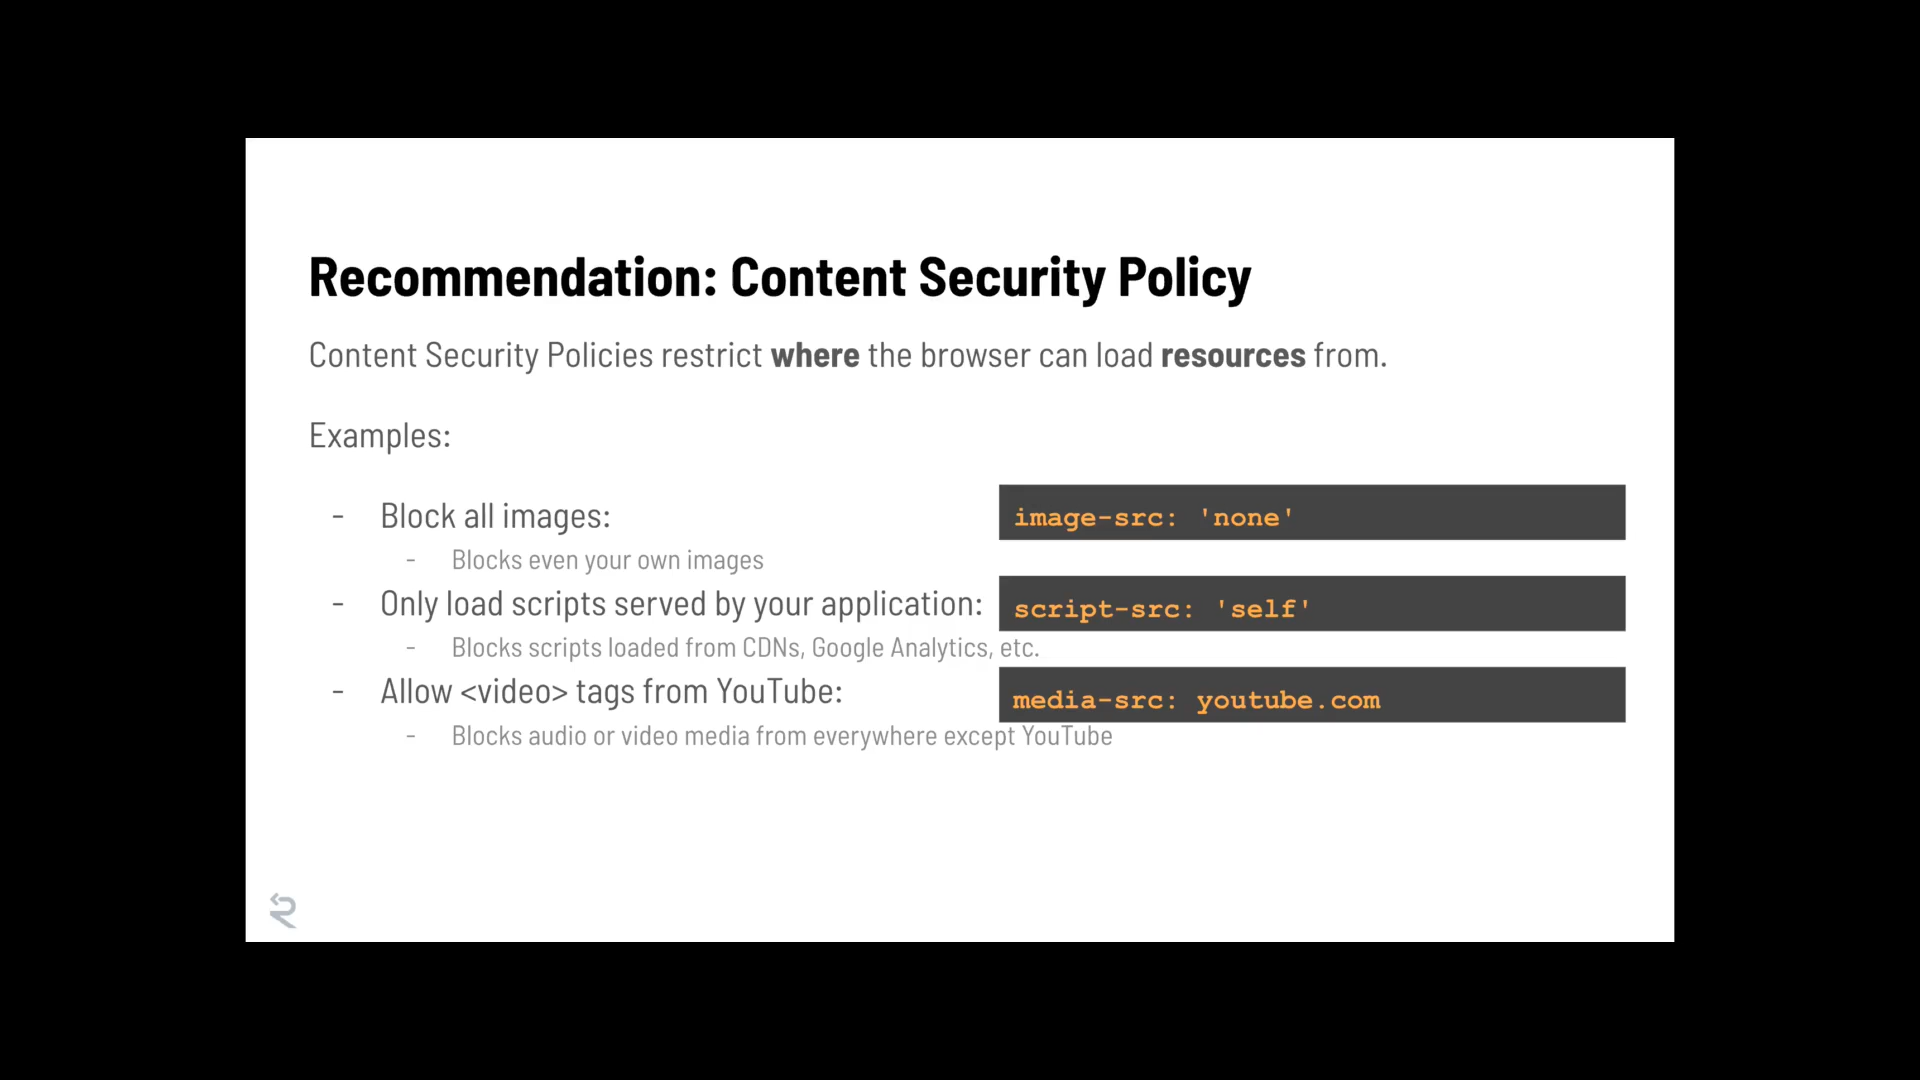 Recommendation: Content Security Policy
Content Security Policies restrict where the browser can load resources from.
Examples:
- Block all images:
image-src: 'none'
- Blocks even your own images
- Only load scripts served by your application:
script-src: 'self'
- Blocks scripts loaded from CDNs, Google Analytics, etc.
- Allow <video> tags from YouTube:
media-src: youtube.com
- Blocks audio or video media from everywhere except YouTube